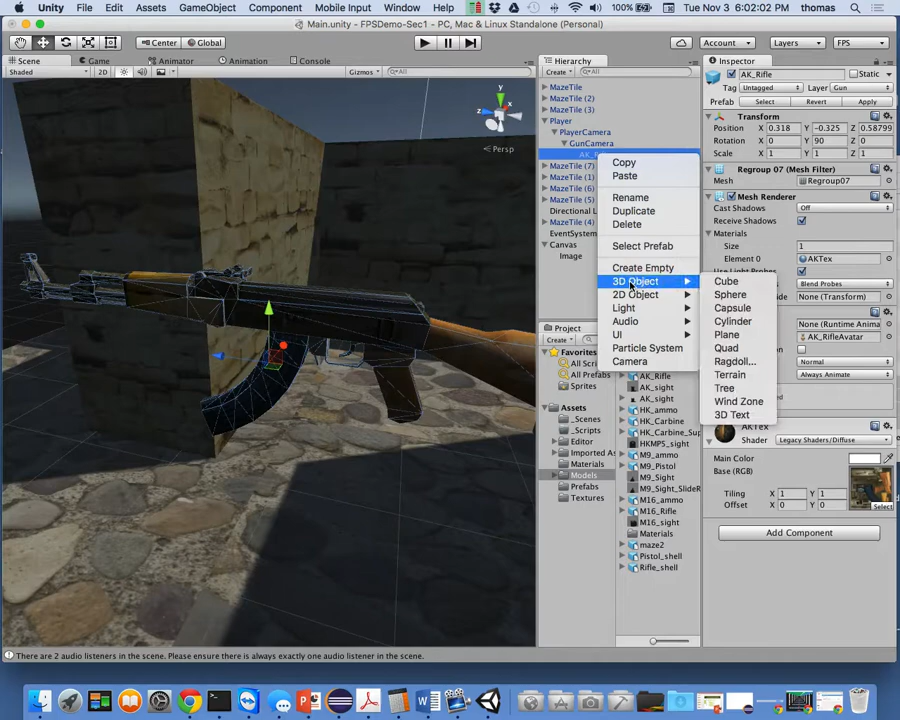 Unity File Edit Assets GameObject Component Mobile Input Window Help 100% Tue Nov 3 6:02:02 PM thomas
Main.unity - FPSDemo-Sec1 - PC, Mac & Linux Standalone (Personal)
Center Global Account Layers FPS
Scene Game Animator Animation Console
Shaded 2D Gizmos All
y
x
z
Persp
Hierarchy
Create All
MazeTile
MazeTile (2)
MazeTile (3)
Player
PlayerCamera
GunCamera
AK_R
MazeTile (7)
MazeTile (1)
MazeTile (6)
MazeTile (5)
Directional L
MazeTile (4)
EventSystem
Canvas
Image
Copy
Paste
Rename
Duplicate
Delete
Select Prefab
Create Empty
3D Object
2D Object
Light
Audio
UI
Particle System
Camera
Cube
Sphere
Capsule
Cylinder
Plane
Quad
Ragdoll...
Terrain
Tree
Wind Zone
3D Text
Project
Create
Favorites
All
All Scri
All Prefabs
Sprites
Assets
_Scenes
_Scripts
Editor
Imported As
Materials
Models
Prefabs
Textures
AK_Rifle
AK_sight
AK_sight
HK_ammo
HK_Carbine
HK_Carbine_Sup
HKMP5_sight
M9_ammo
M9_Pistol
M9_Sight
M9_Sight_SlideR
M16_ammo
M16_Rifle
M16_sight
Materials
maze2
Pistol_shell
Rifle_shell
Inspector
AK_Rifle Static
Tag Untagged Layer Gun
Prefab Select Revert Apply
Transform
Position X 0.318 Y -0.325 Z 0.58799
Rotation X 0 Y 90 Z 0
Scale X 1 Y 1 Z 1
Regroup 07 (Mesh Filter)
Mesh Regroup07
Mesh Renderer
Cast Shadows Off
Receive Shadows
Materials
Size 1
Element 0 AKTex
Use Light Probes
Blend Probes
None (Transform)
None (Runtime Anima
AK_RifleAvatar
Normal
Always Animate
AKTex
Shader Legacy Shaders/Diffuse
Main Color
Base (RGB)
Tiling X 1 Y 1
Offset X 0 Y 0
Select
Add Component
There are 2 audio listeners in the scene. Please ensure there is always exactly one audio listener in the scene.